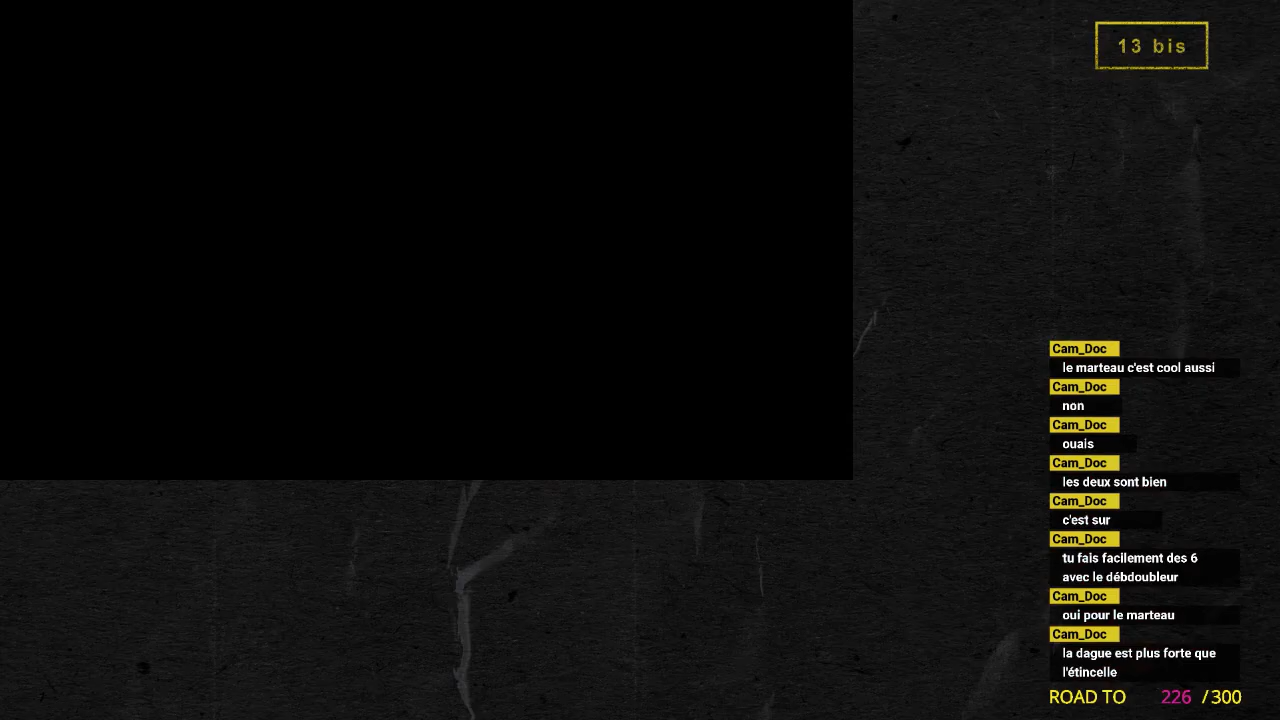 13 bis
Cam_Doc
le marteau c'est cool aussi
Cam_Doc
non
Cam_Doc
ouais
Cam_Doc
les deux sont bien
Cam_Doc
c'est sur
Cam_Doc
tu fais facilement des 6
avec le débdoubleur
Cam_Doc
oui pour le marteau
Cam_Doc
la dague est plus forte que
l'étincelle
ROAD TO 226 / 300